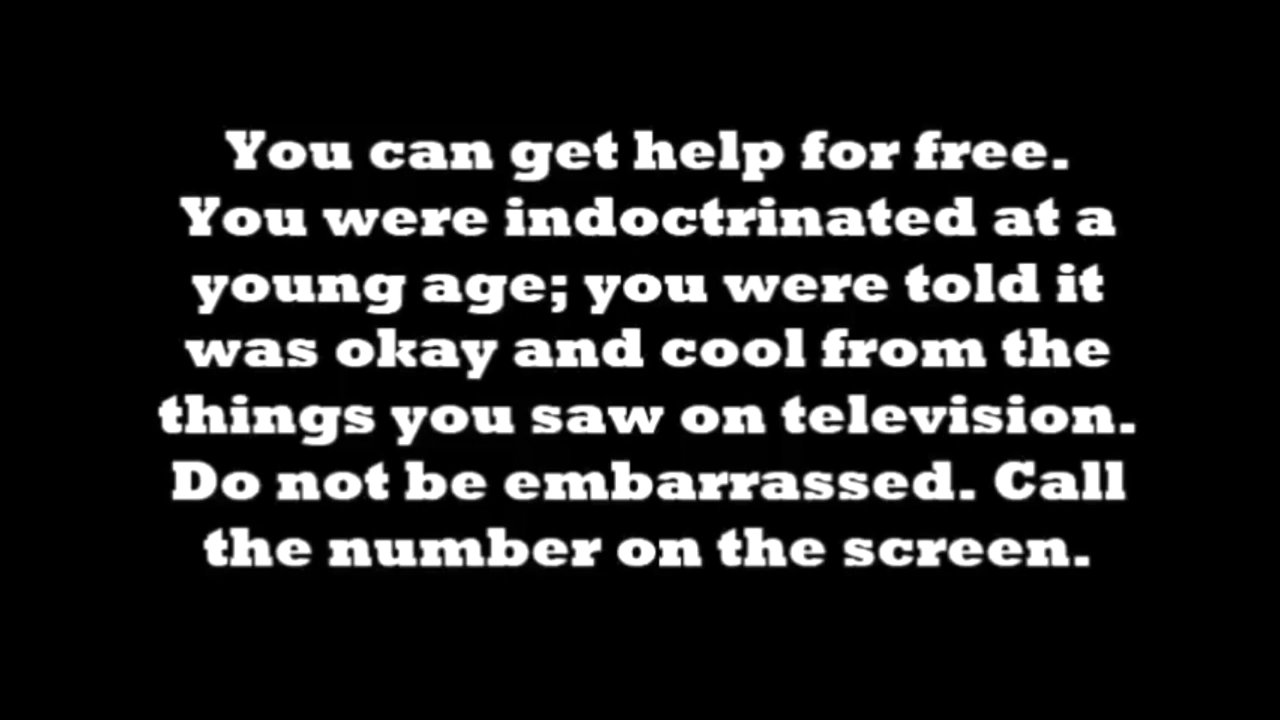 You can get help for free.
You were indoctrinated at a
young age; you were told it
was okay and cool from the
things you saw on television.
Do not be embarrassed. Call
the number on the screen.